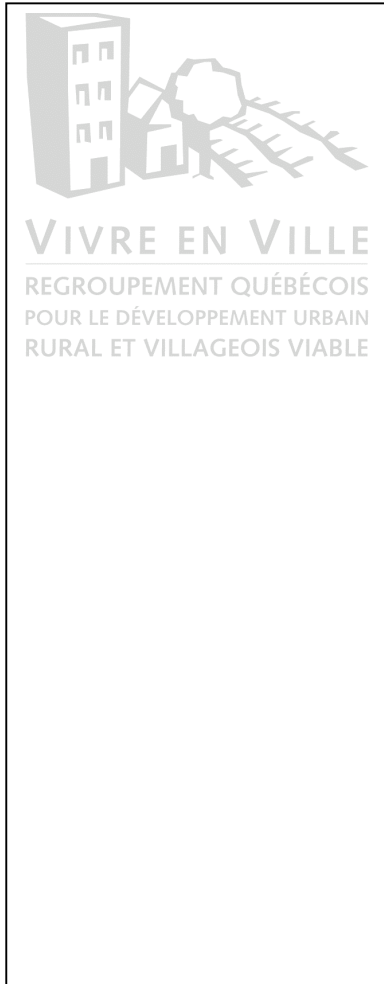 VIVRE EN VILLE
REGROUPEMENT QUÉBÉCOIS
POUR LE DÉVELOPPEMENT URBAIN
RURAL ET VILLAGEOIS VIABLE